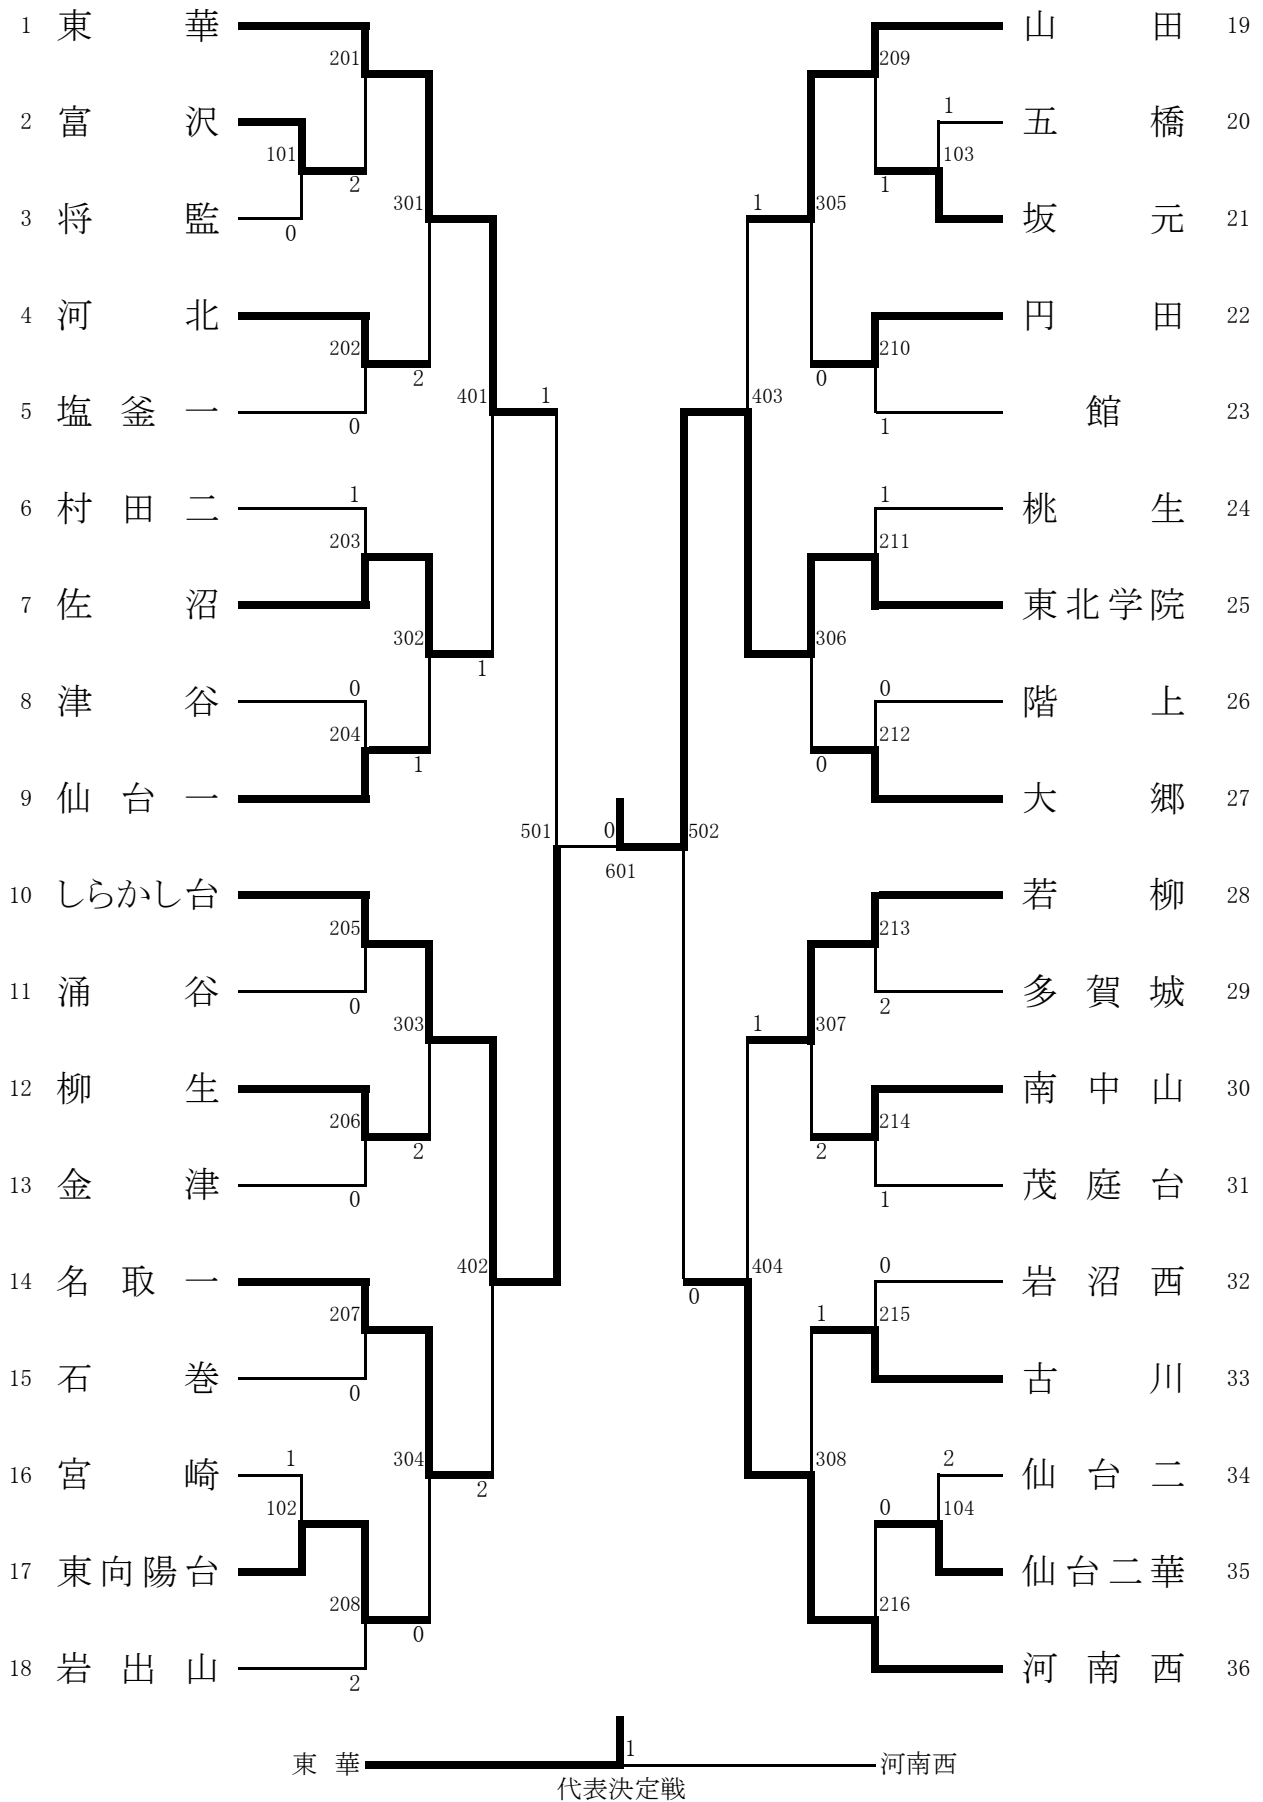 1 東華
2 富沢
3 将監
4 河北
5 塩釜一
6 村田二
7 佐沼
8 津谷
9 仙台一
10 しらかし台
11 涌谷
12 柳生
13 金津
14 名取一
15 石巻
16 宮崎
17 東向陽台
18 岩出山
201
101
2
0
301
202
2
0
401
1
1
203
302
1
0
204
1
501
0
601
502
205
0
303
206
2
0
402
207
0
1
102
304
2
208
0
2
209
1
103
1
1
305
210
0
1
403
1
211
306
0
212
0
213
2
1
307
214
2
1
404
0
0
1
215
308
2
0
104
216
山田 19
五橋 20
坂元 21
円田 22
館 23
桃生 24
東北学院 25
階上 26
大郷 27
若柳 28
多賀城 29
南中山 30
茂庭台 31
岩沼西 32
古川 33
仙台二 34
仙台二華 35
河南西 36
東華
1
河南西
代表決定戦